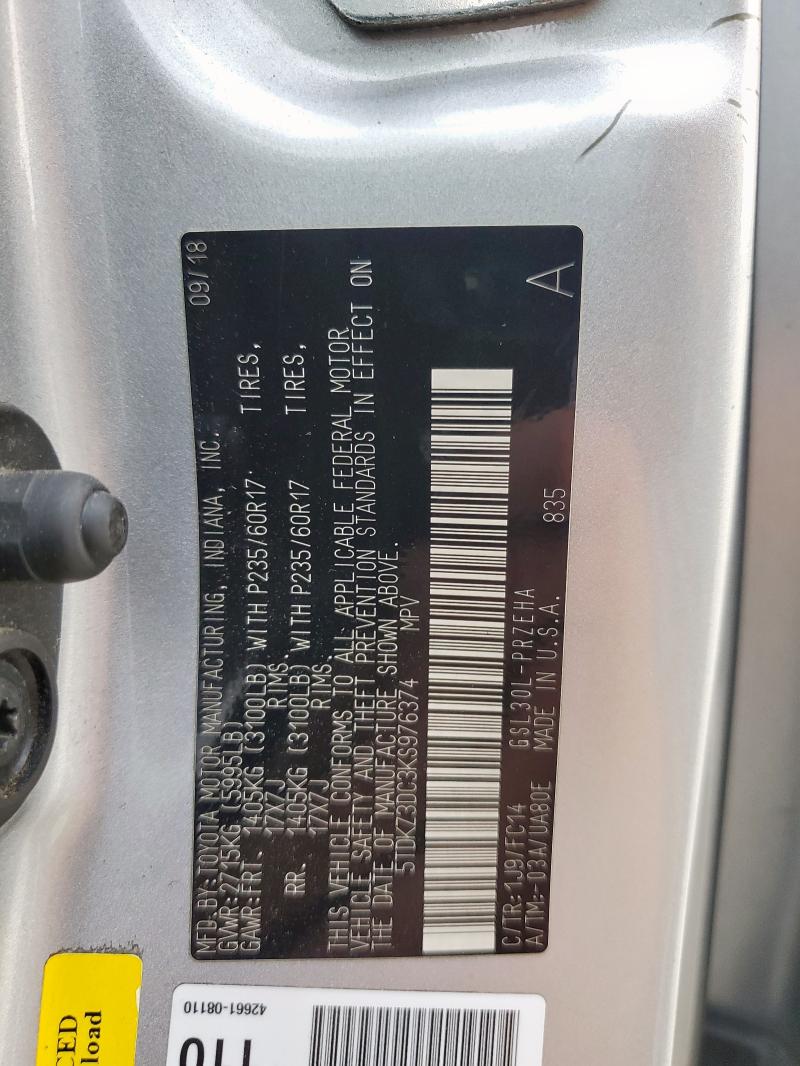 MFD.BY:TOYOTA MOTOR MANUFACTURING, INDIANA, INC. 09/18
GVWR:2715KG (5995LB)
GAWR:FRT. 1405KG (3100LB) WITH P235/60R17 TIRES,
17X7J RIMS.
RR. 1405KG (3100LB) WITH P235/60R17 TIRES,
17X7J RIMS.
THIS VEHICLE CONFORMS TO ALL APPLICABLE FEDERAL MOTOR
VEHICLE SAFETY AND THEFT PREVENTION STANDARDS IN EFFECT ON
THE DATE OF MANUFACTURE SHOWN ABOVE.
5TDKZ3DC3KS976374 MPV
C/TR:1J9/FC14 GSL30L-PRZEHA
A/TM:-03A/UA80E MADE IN U.S.A. 835 A
load
42661-08110